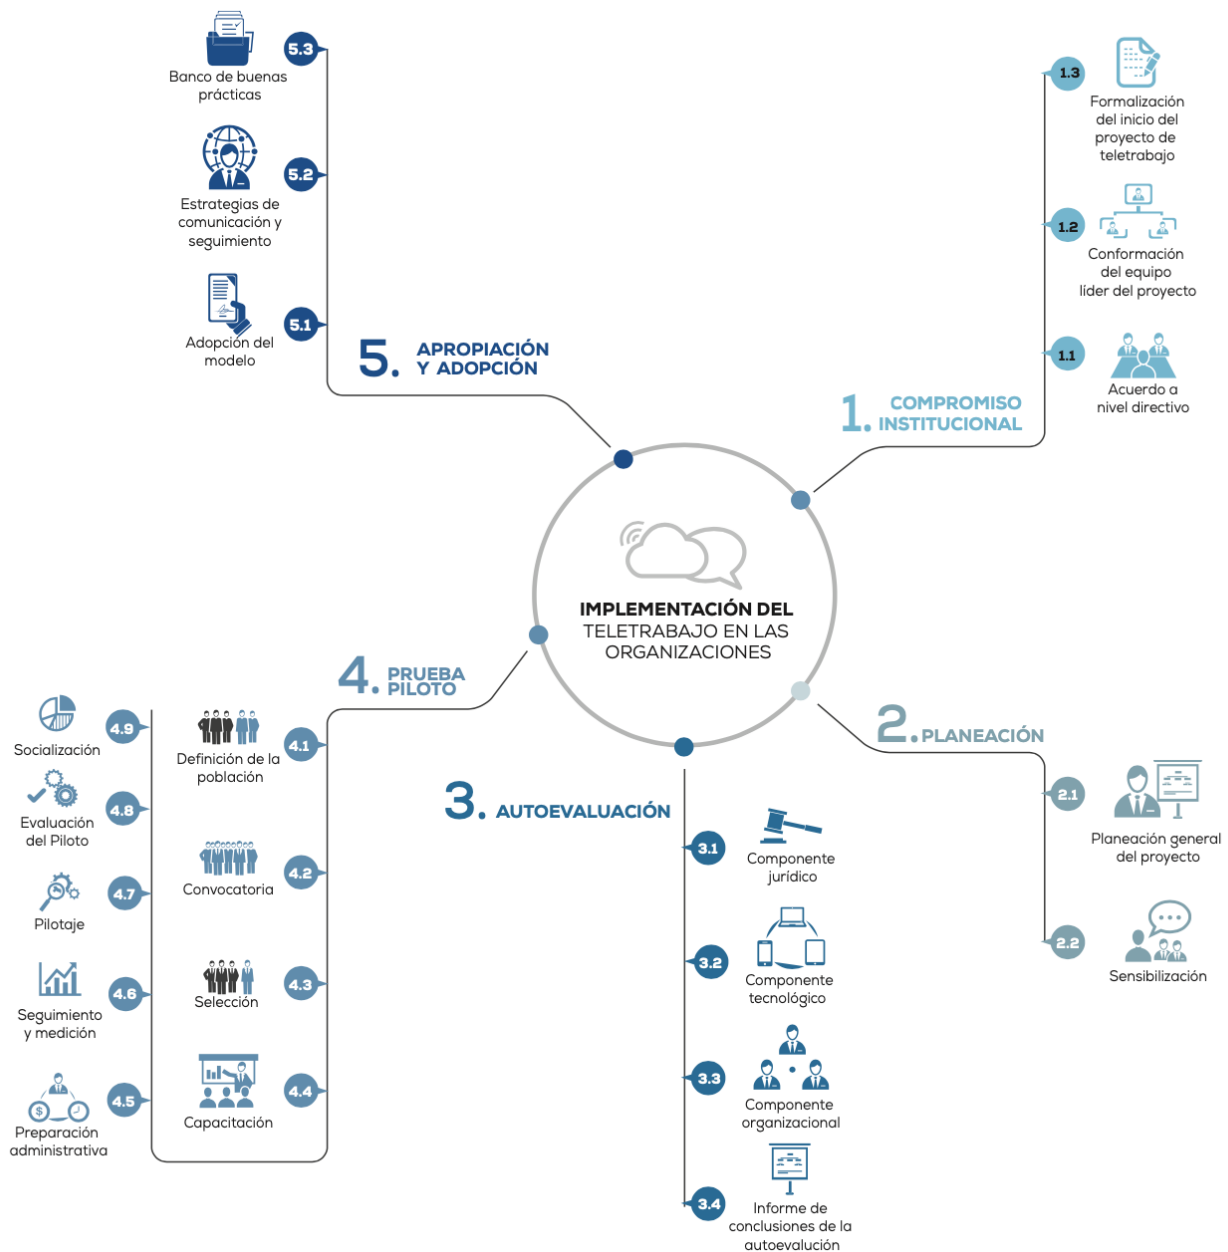 IMPLEMENTACIÓN DEL
TELETRABAJO EN LAS
ORGANIZACIONES
1. COMPROMISO
INSTITUCIONAL
1.1
Acuerdo a
nivel directivo
1.2
Conformación
del equipo
líder del proyecto
1.3
Formalización
del inicio del
proyecto de
teletrabajo
2. PLANEACIÓN
2.1
Planeación general
del proyecto
2.2
Sensibilización
3. AUTOEVALUACIÓN
3.1
Componente
jurídico
3.2
Componente
tecnológico
3.3
Componente
organizacional
3.4
Informe de
conclusiones de la
autoevalución
4. PRUEBA
PILOTO
4.1
Definición de la
población
4.2
Convocatoria
4.3
Selección
4.4
Capacitación
4.5
$
Preparación
administrativa
4.6
Seguimiento
y medición
4.7
Pilotaje
4.8
Evaluación
del Piloto
4.9
Socialización
5. APROPIACIÓN
Y ADOPCIÓN
5.1
Adopción del
modelo
5.2
Estrategias de
comunicación y
seguimiento
5.3
Banco de buenas
prácticas